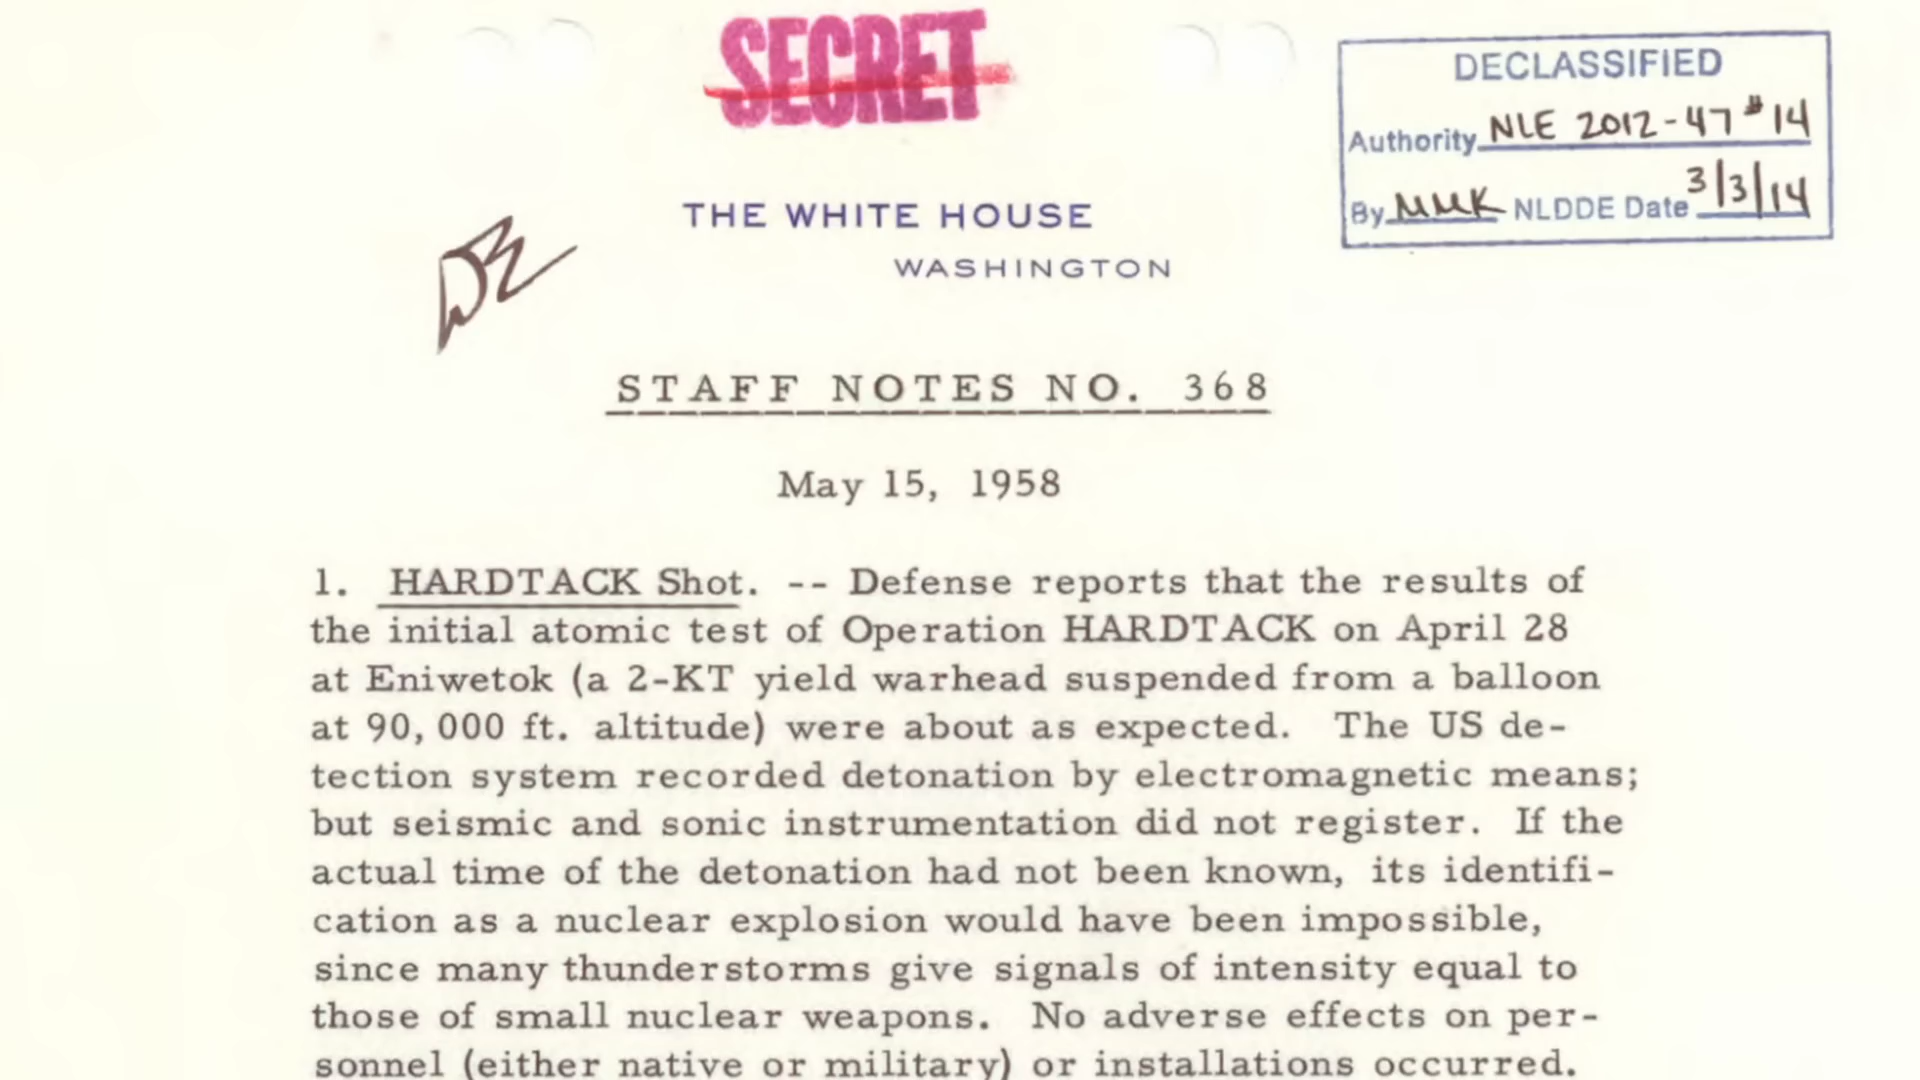 SECRET
DECLASSIFIED
Authority NLE 2012-47 #14
By MMK NLDDE Date 3/3/14
THE WHITE HOUSE
WASHINGTON
DE
STAFF NOTES NO. 368
May 15, 1958
1. HARDTACK Shot. -- Defense reports that the results of
the initial atomic test of Operation HARDTACK on April 28
at Eniwetok (a 2-KT yield warhead suspended from a balloon
at 90,000 ft. altitude) were about as expected. The US de-
tection system recorded detonation by electromagnetic means;
but seismic and sonic instrumentation did not register. If the
actual time of the detonation had not been known, its identifi-
cation as a nuclear explosion would have been impossible,
since many thunderstorms give signals of intensity equal to
those of small nuclear weapons. No adverse effects on per-
sonnel (either native or military) or installations occurred.